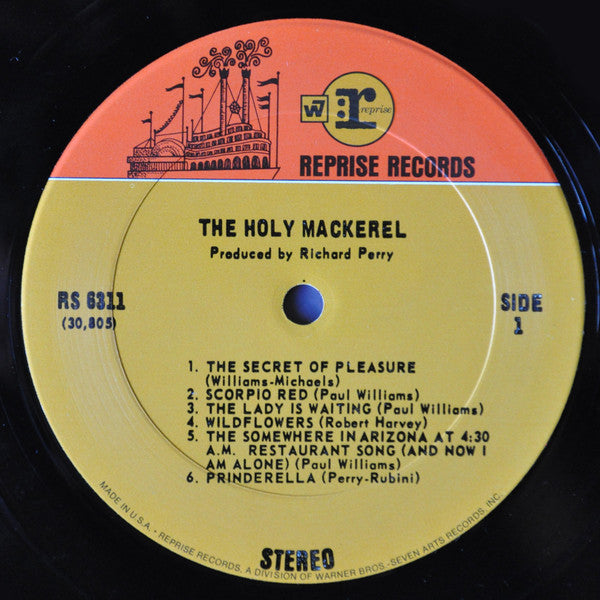 W7
r: reprise
REPRISE RECORDS
THE HOLY MACKEREL
Produced by Richard Perry
RS 6311
(30,805)
SIDE
1
1. THE SECRET OF PLEASURE
(Williams-Michaels)
2. SCORPIO RED (Paul Williams)
3. THE LADY IS WAITING (Paul Williams)
4. WILDFLOWERS (Robert Harvey)
5. THE SOMEWHERE IN ARIZONA AT 4:30
A.M. RESTAURANT SONG (AND NOW I
AM ALONE) (Paul Williams)
6. PRINDERELLA (Perry-Rubini)
STEREO
MADE IN U.S.A. - REPRISE RECORDS, A DIVISION OF WARNER BROS.-SEVEN ARTS RECORDS, INC.